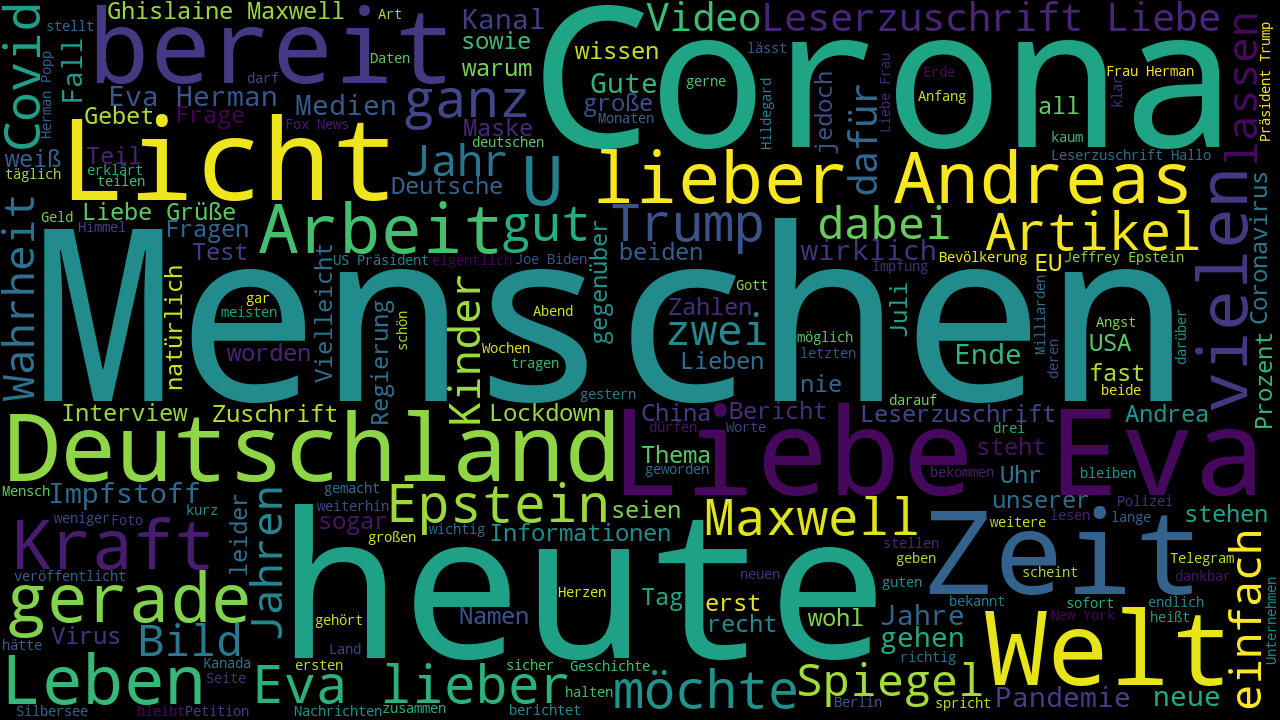 Ghislaine Maxwell
Art
Kanal
Video
Leserzuschrift Liebe
stellt
bereit
Daten
sowie
warum
wissen
Corona
lässt
lassen
Präsident Trump
Covid
Herman Popp
Fall
darf
Gute
gerne
Liebe Frau
Erde
Frau Herman
Eva Herman
Medien
ganz
große
Monaten
Hildegard
jedoch
dafür
Anfang
all
klar
Gebet
Frage
Fox News
Maske
deutschen
kaum
Licht
weiß
täglich
Teil
erklärt
teilen
Jahr
Deutsche
U
lieber
Andreas
Leserzuschrift Hallo
vielen
Coronavirus
Wahrheit
Geld
Liebe Grüße
Himmel
Fragen
Arbeit
gut
Trump
dabei
Artikel
Test
US Präsident
eigentlich
Joe Biden
gegenüber
beiden
wirklich
Impfung
Bevölkerung
EU
Jeffrey Epstein
Menschen
natürlich
gar
meisten
Vielleicht
schön
Kinder
Abend
Gott
Zahlen
zwei
Juli
Milliarden
Angst
USA
darüber
worden
Regierung
Wochen
tragen
Lieben
möglich
letzten
Ende
deren
fast
beide
gestern
nie
darauf
Prozent
Interview
Zuschrift
Lockdown
China
Bericht
dürfen
Worte
Leserzuschrift
drei
Andrea
Deutschland
Liebe Eva
Thema
geworden
steht
bekommen
bleiben
Mensch
Impfstoff
gemacht
weiterhin
Epstein
seien
Uhr
unserer
Polizei
weniger
Foto
kurz
leider
Jahren
sogar
großen
wichtig
Informationen
Maxwell
Zeit
weitere
lesen
lange
stehen
Kraft
heute
stellen
geben
einfach
Telegram
veröffentlicht
neuen
guten
scheint
dankbar
gerade
gehört
Herzen
Namen
Tag
erst
recht
wohl
bekannt
Jahre
sofort
endlich
New York
heißt
Unternehmen
hätte
Virus
Bild
Land
gehen
richtig
Welt
Leben
Kanada
Seite
ersten
Eva lieber
sicher
Geschichte
halten
möchte
Spiegel
Pandemie
neue
Silbersee
bleibt
Petition
Nachrichten
zusammen
berichtet
Berlin
spricht